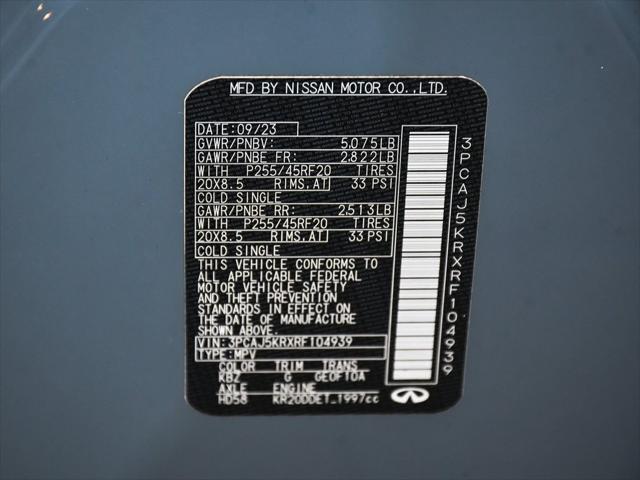 MFD BY NISSAN MOTOR CO.,LTD.
DATE: 09/23
GVWR/PNBV: 5,075LB
GAWR/PNBE FR: 2,822LB
WITH P255/45RF20 TIRES
20X8.5 RIMS,AT 33 PSI
COLD SINGLE
GAWR/PNBE RR: 2,513LB
WITH P255/45RF20 TIRES
20X8.5 RIMS,AT 33 PSI
COLD SINGLE
THIS VEHICLE CONFORMS TO
ALL APPLICABLE FEDERAL
MOTOR VEHICLE SAFETY
AND THEFT PREVENTION
STANDARDS IN EFFECT ON
THE DATE OF MANUFACTURE
SHOWN ABOVE.
VIN: 3PCAJ5KRXRF104939
TYPE: MPV
COLOR TRIM TRANS
KBZ G GE0F10A
AXLE ENGINE
HD58 KR20DDET_1997cc
3PCAJ5KRXRF104939